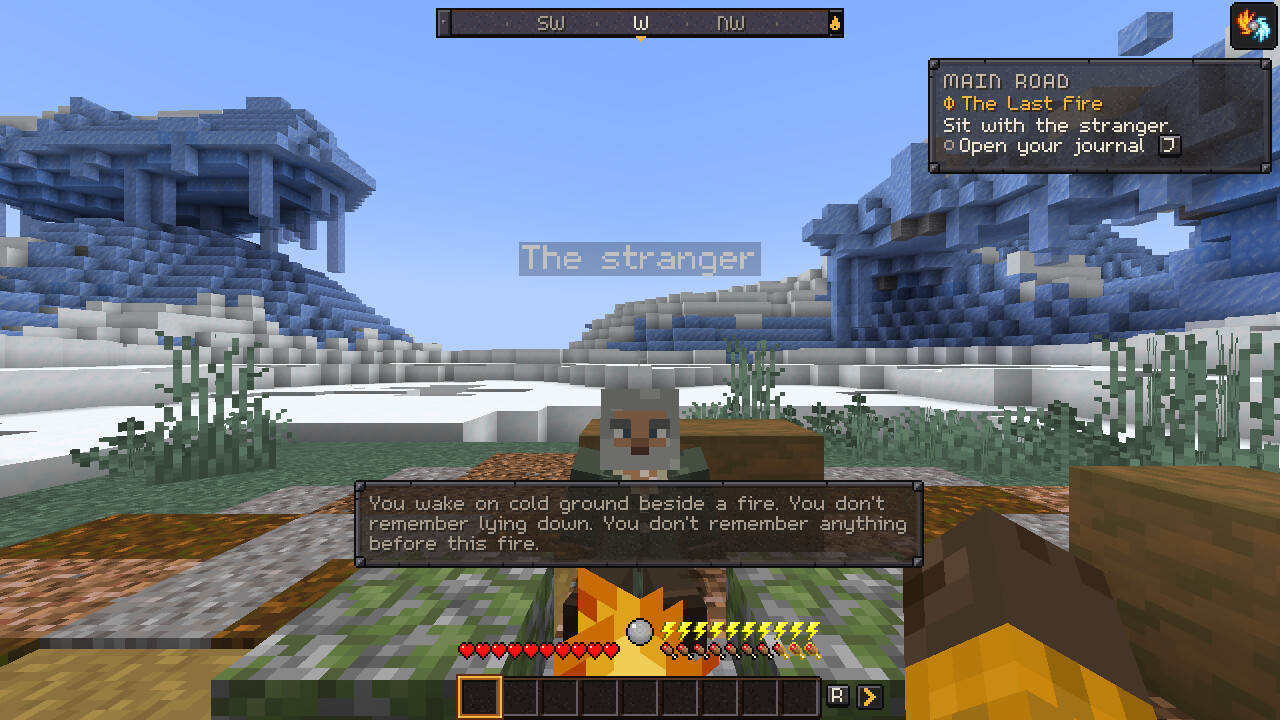 SW W NW
MAIN ROAD
The Last Fire
Sit with the stranger.
Open your journal J
The stranger
You wake on cold ground beside a fire. You don't
remember lying down. You don't remember anything
before this fire.
R